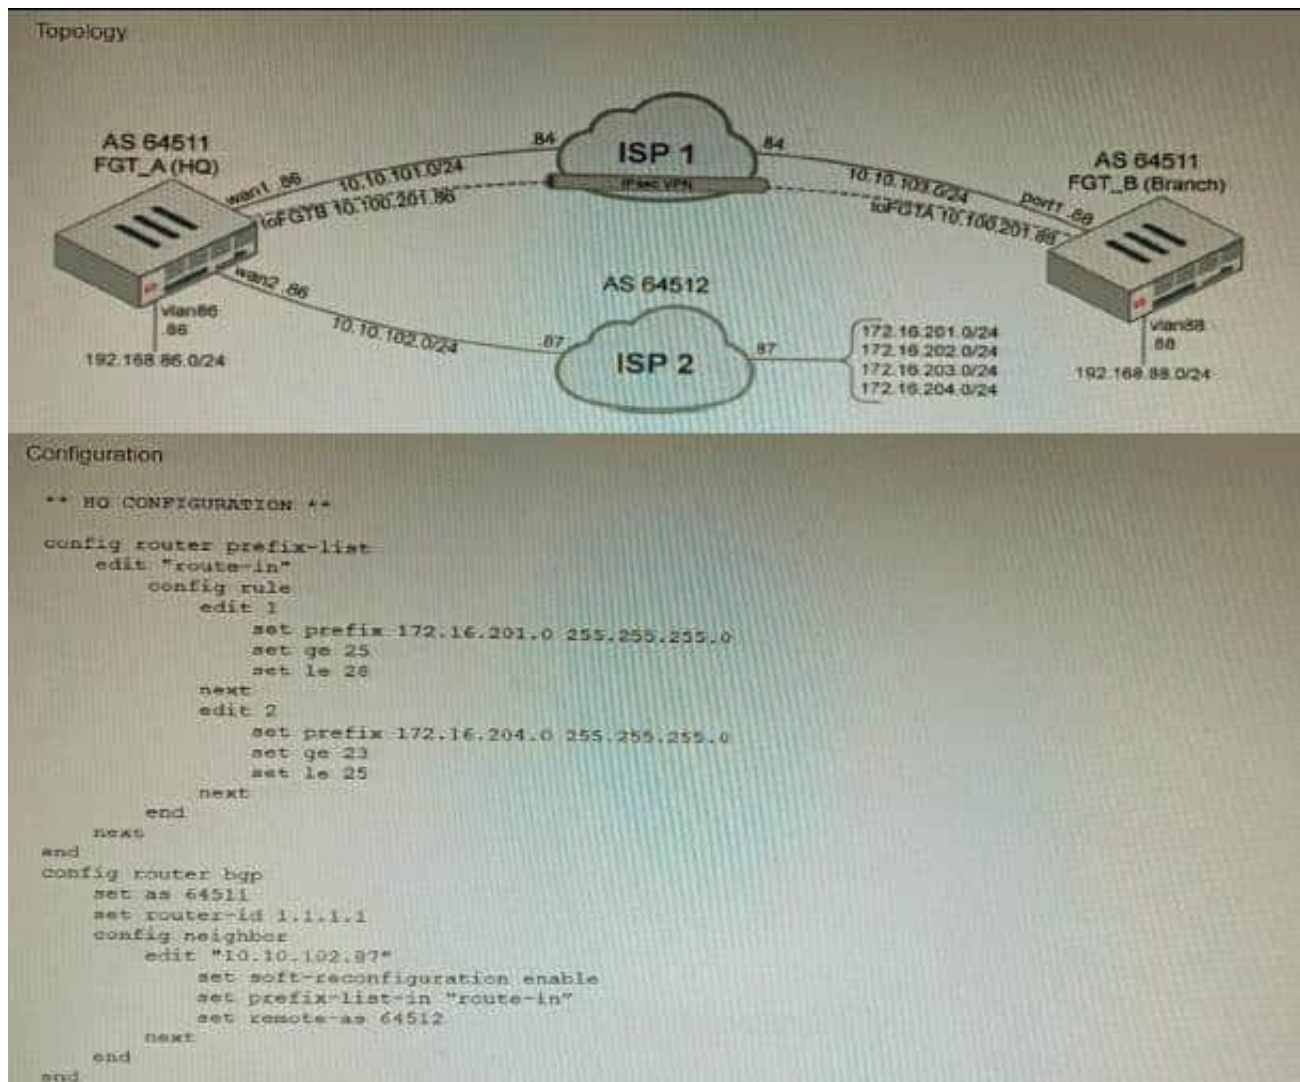 Topology
AS 64511
FGT_A (HQ)
wan1 .86
10.10.101.0/24
.84
ISP 1
IPsec VPN
.84
10.10.103.0/24
port1 .88
AS 64511
FGT_B (Branch)
toFGTB 10.100.201.86
toFGTA 10.100.201.88
wan2 .86
10.10.102.0/24
AS 64512
.87
ISP 2
.87
172.16.201.0/24
172.16.202.0/24
172.16.203.0/24
172.16.204.0/24
vlan86
.86
192.168.86.0/24
vlan88
88
192.168.88.0/24
Configuration
** HQ CONFIGURATION **
config router prefix-list
edit "route-in"
config rule
edit 1
set prefix 172.16.201.0 255.255.255.0
set ge 25
set le 28
next
edit 2
set prefix 172.16.204.0 255.255.255.0
set ge 23
set le 25
next
end
next
end
config router bgp
set as 64511
set router-id 1.1.1.1
config neighbor
edit "10.10.102.87"
set soft-reconfiguration enable
set prefix-list-in "route-in"
set remote-as 64512
next
end
end